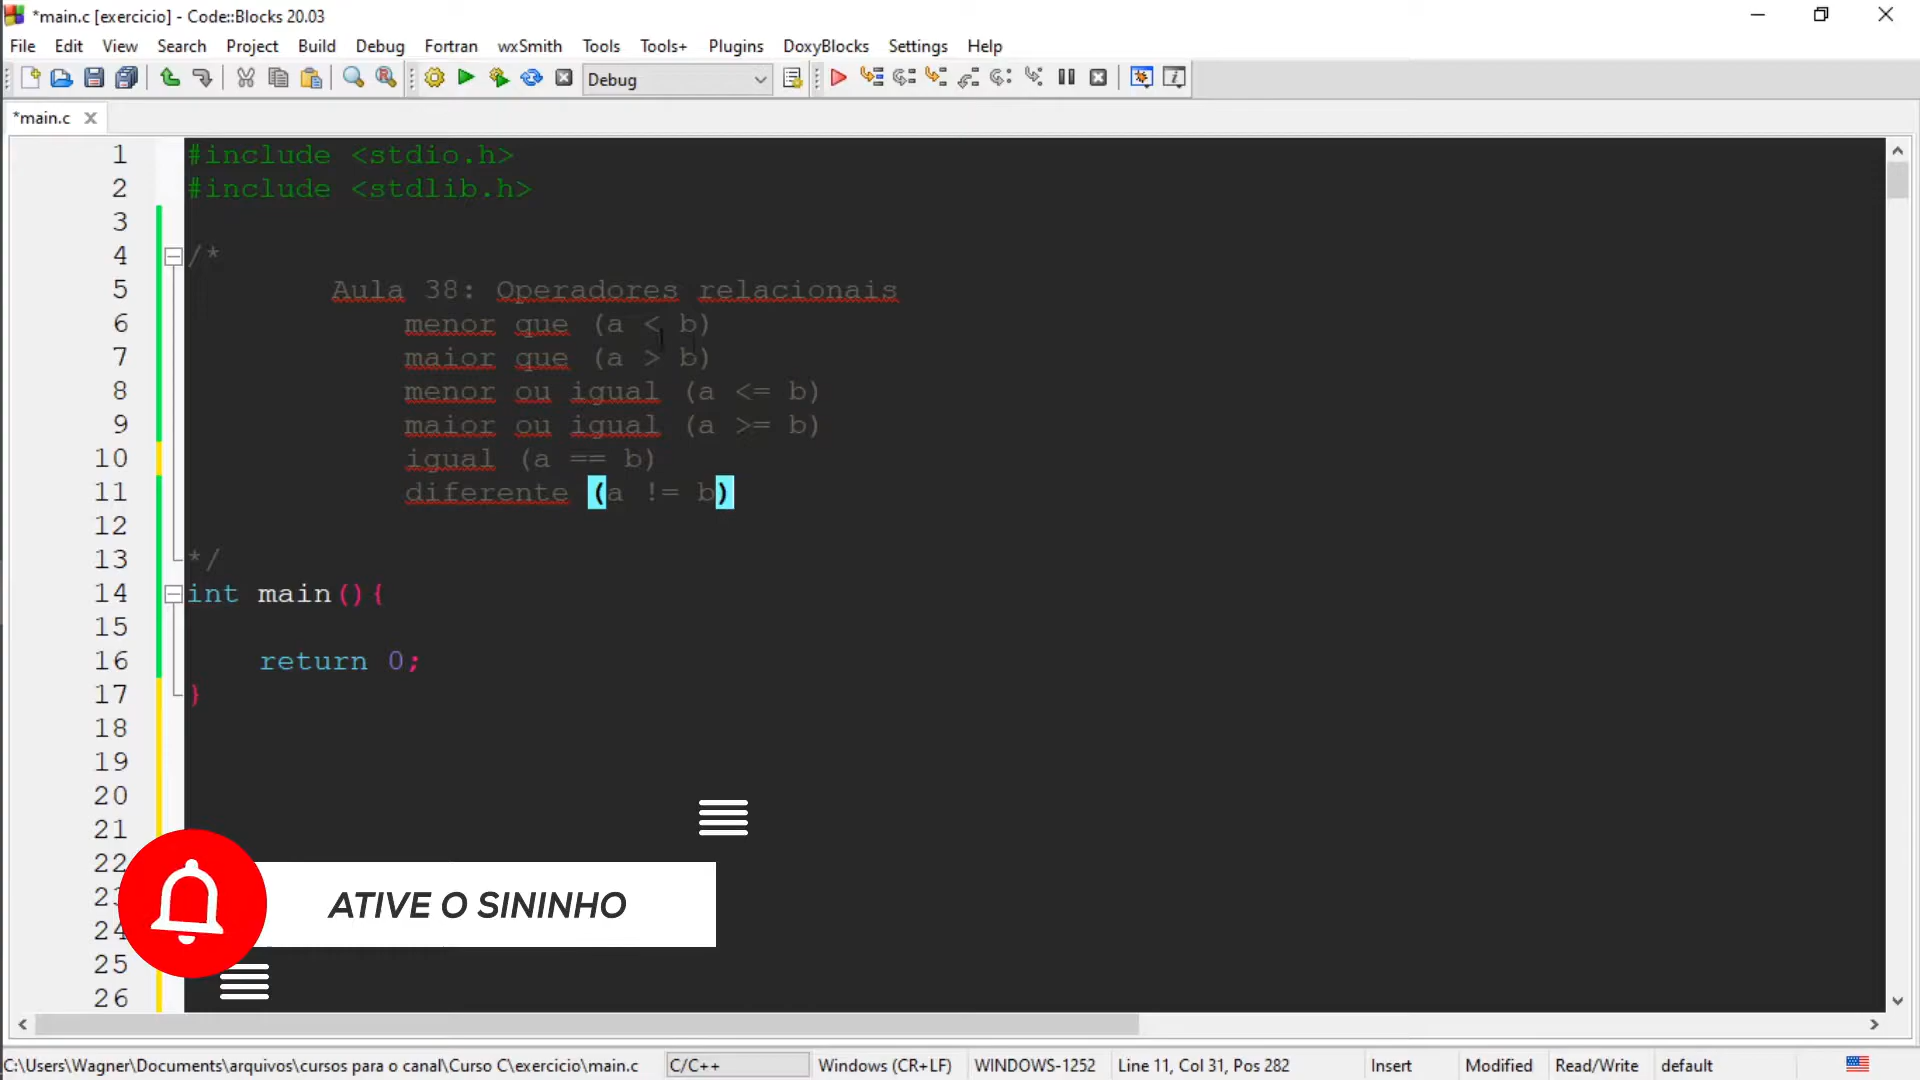 *main.c [exercicio] - Code::Blocks 20.03
File Edit View Search Project Build Debug Fortran wxSmith Tools Tools+ Plugins DoxyBlocks Settings Help
Debug
*main.c
1 #include <stdio.h>
2 #include <stdlib.h>
3
4 /*
5 Aula 38: Operadores relacionais
6 menor que (a < b)
7 maior que (a > b)
8 menor ou igual (a <= b)
9 maior ou igual (a >= b)
10 igual (a == b)
11 diferente (a != b)
12
13 */
14 int main(){
15
16 return 0;
17 }
18
19
20
21
22
23
24
25
26
ATIVE O SININHO
C:\Users\Wagner\Documents\arquivos\cursos para o canal\Curso C\exercicio\main.c C/C++ Windows (CR+LF) WINDOWS-1252 Line 11, Col 31, Pos 282 Insert Modified Read/Write default